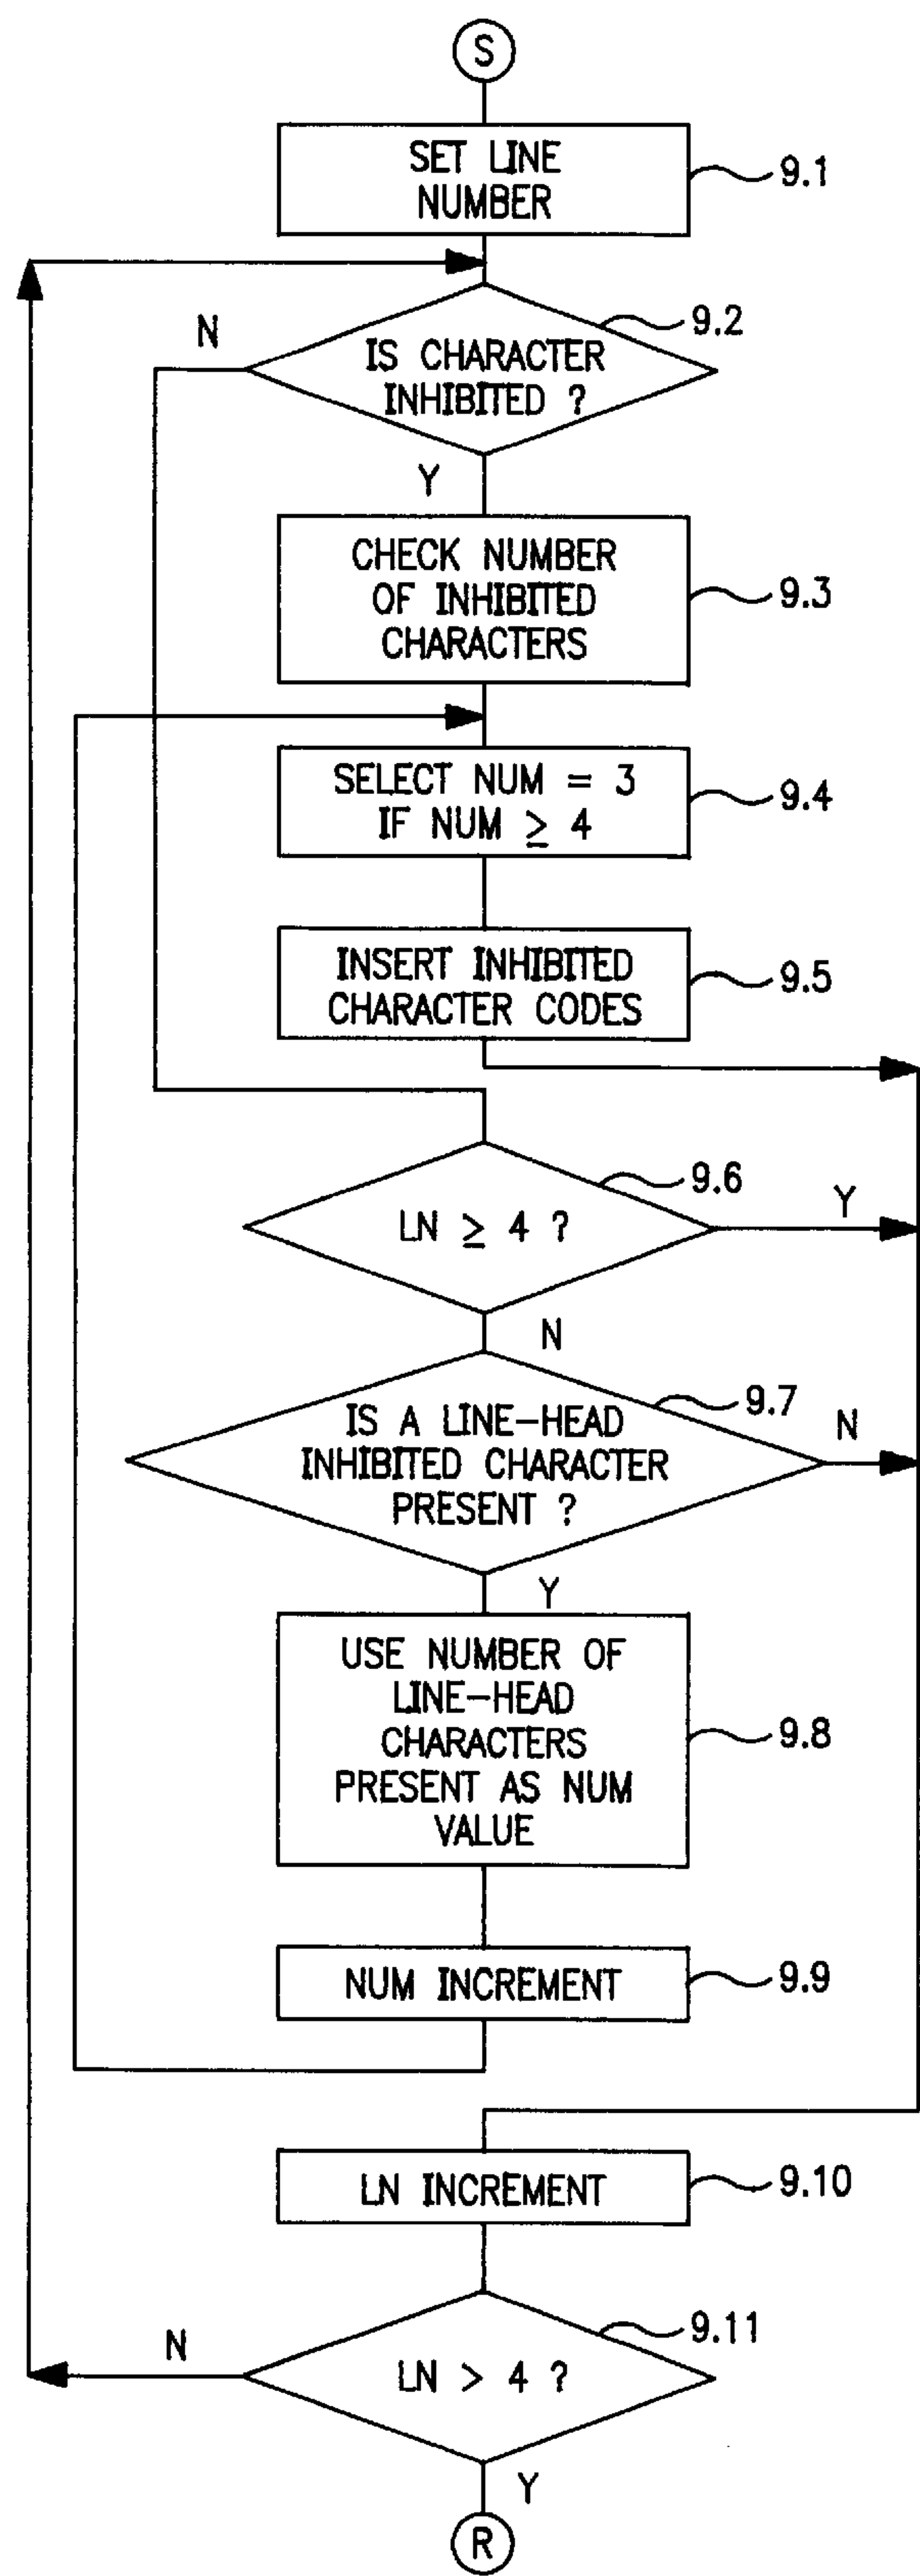 S
SET LINE
NUMBER
9.1
9.2
N
IS CHARACTER
INHIBITED ?
Y
CHECK NUMBER
OF INHIBITED
CHARACTERS
9.3
SELECT NUM = 3
IF NUM ≥ 4
9.4
INSERT INHIBITED
CHARACTER CODES
9.5
9.6
LN ≥ 4 ?
Y
N
9.7
IS A LINE-HEAD
INHIBITED CHARACTER
PRESENT ?
N
Y
USE NUMBER OF
LINE-HEAD
CHARACTERS
PRESENT AS NUM
VALUE
9.8
NUM INCREMENT
9.9
LN INCREMENT
9.10
9.11
N
LN > 4 ?
Y
R